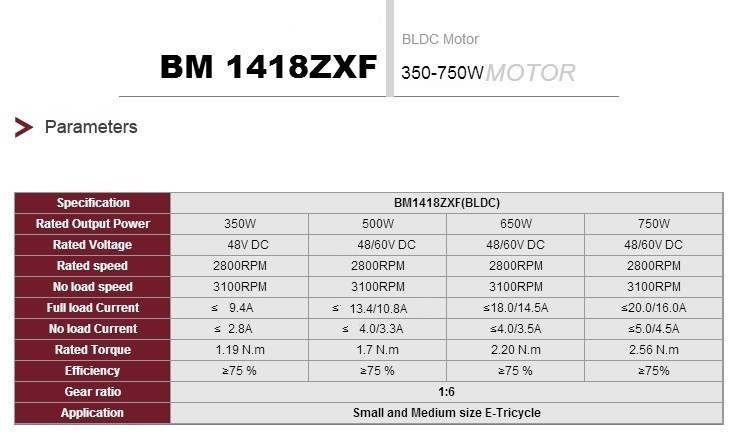 BLDC Motor
BM 1418ZXF 350-750W MOTOR
Parameters
Specification BM1418ZXF(BLDC)
Rated Output Power 350W 500W 650W 750W
Rated Voltage 48V DC 48/60V DC 48/60V DC 48/60V DC
Rated speed 2800RPM 2800RPM 2800RPM 2800RPM
No load speed 3100RPM 3100RPM 3100RPM 3100RPM
Full load Current ≤ 9.4A ≤ 13.4/10.8A ≤18.0/14.5A ≤20.0/16.0A
No load Current ≤ 2.8A ≤ 4.0/3.3A ≤4.0/3.5A ≤5.0/4.5A
Rated Torque 1.19 N.m 1.7 N.m 2.20 N.m 2.56 N.m
Efficiency ≥75 % ≥75 % ≥75 % ≥75%
Gear ratio 1:6
Application Small and Medium size E-Tricycle